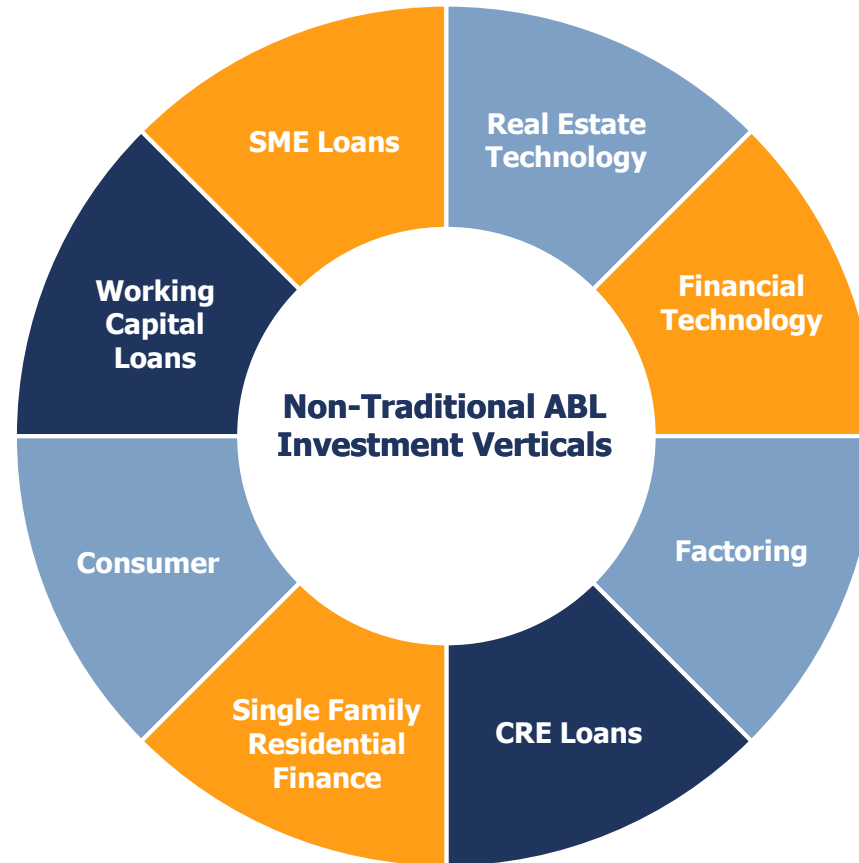 Non-Traditional ABL
Investment Verticals
Real Estate
Technology
Financial
Technology
Factoring
CRE Loans
Single Family
Residential
Finance
Consumer
Working
Capital
Loans
SME Loans